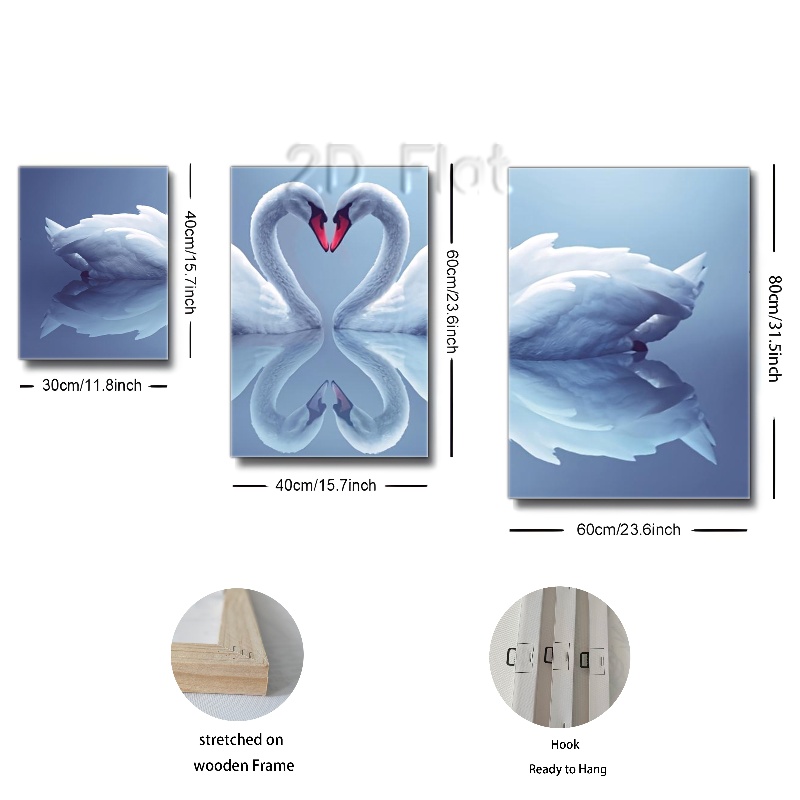 2D Flat
40cm/15.7inch
30cm/11.8inch
60cm/23.6inch
40cm/15.7inch
80cm/31.5inch
60cm/23.6inch
stretched on
wooden Frame
Hook
Ready to Hang